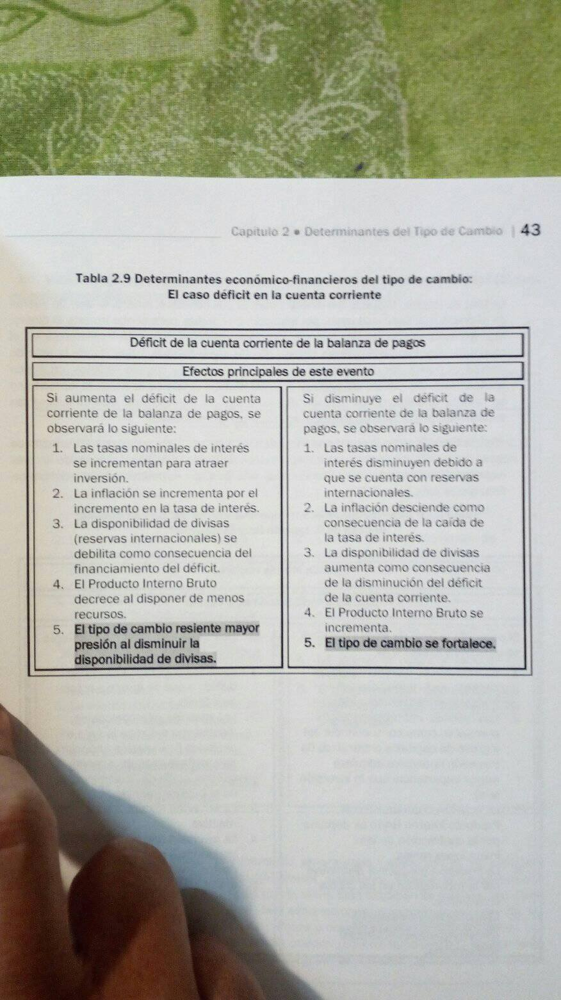 Capítulo 2 • Determinantes del Tipo de Cambio | 43
Tabla 2.9 Determinantes económico-financieros del tipo de cambio:
El caso déficit en la cuenta corriente
Déficit de la cuenta corriente de la balanza de pagos
Efectos principales de este evento
Si aumenta el déficit de la cuenta
corriente de la balanza de pagos, se
observará lo siguiente:
1. Las tasas nominales de interés
se incrementan para atraer
inversión.
2. La inflación se incrementa por el
incremento en la tasa de interés.
3. La disponibilidad de divisas
(reservas internacionales) se
debilita como consecuencia del
financiamiento del déficit.
4. El Producto Interno Bruto
decrece al disponer de menos
recursos.
5. El tipo de cambio resiente mayor
presión al disminuir la
disponibilidad de divisas.
Si disminuye el déficit de la
cuenta corriente de la balanza de
pagos, se observará lo siguiente:
1. Las tasas nominales de
interés disminuyen debido a
que se cuenta con reservas
internacionales.
2. La inflación desciende como
consecuencia de la caída de
la tasa de interés.
3. La disponibilidad de divisas
aumenta como consecuencia
de la disminución del déficit
de la cuenta corriente.
4. El Producto Interno Bruto se
incrementa.
5. El tipo de cambio se fortalece.